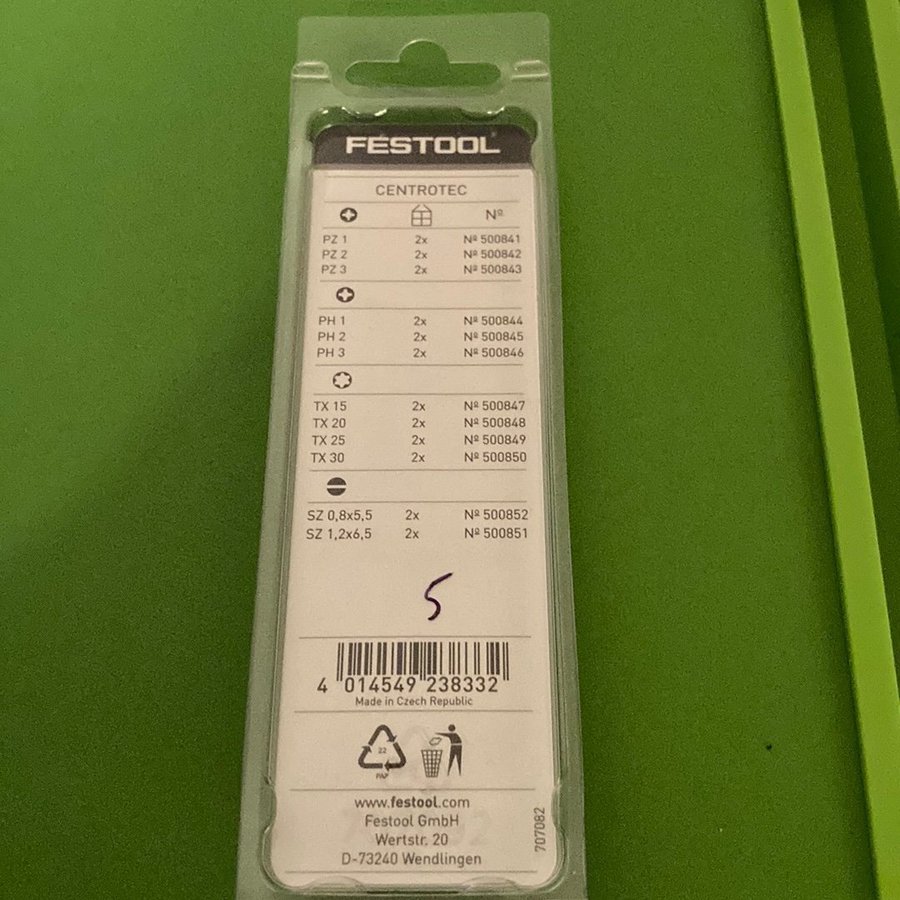 FESTOOL
CENTROTEC
Nº
PZ 1 2x Nº 500841
PZ 2 2x Nº 500842
PZ 3 2x Nº 500843
PH 1 2x Nº 500844
PH 2 2x Nº 500845
PH 3 2x Nº 500846
TX 15 2x Nº 500847
TX 20 2x Nº 500848
TX 25 2x Nº 500849
TX 30 2x Nº 500850
SZ 0,8x5,5 2x Nº 500852
SZ 1,2x6,5 2x Nº 500851
5
4 014549 238332
Made in Czech Republic
22
PAP
www.festool.com
Festool GmbH
Wertstr. 20
D-73240 Wendlingen
707082